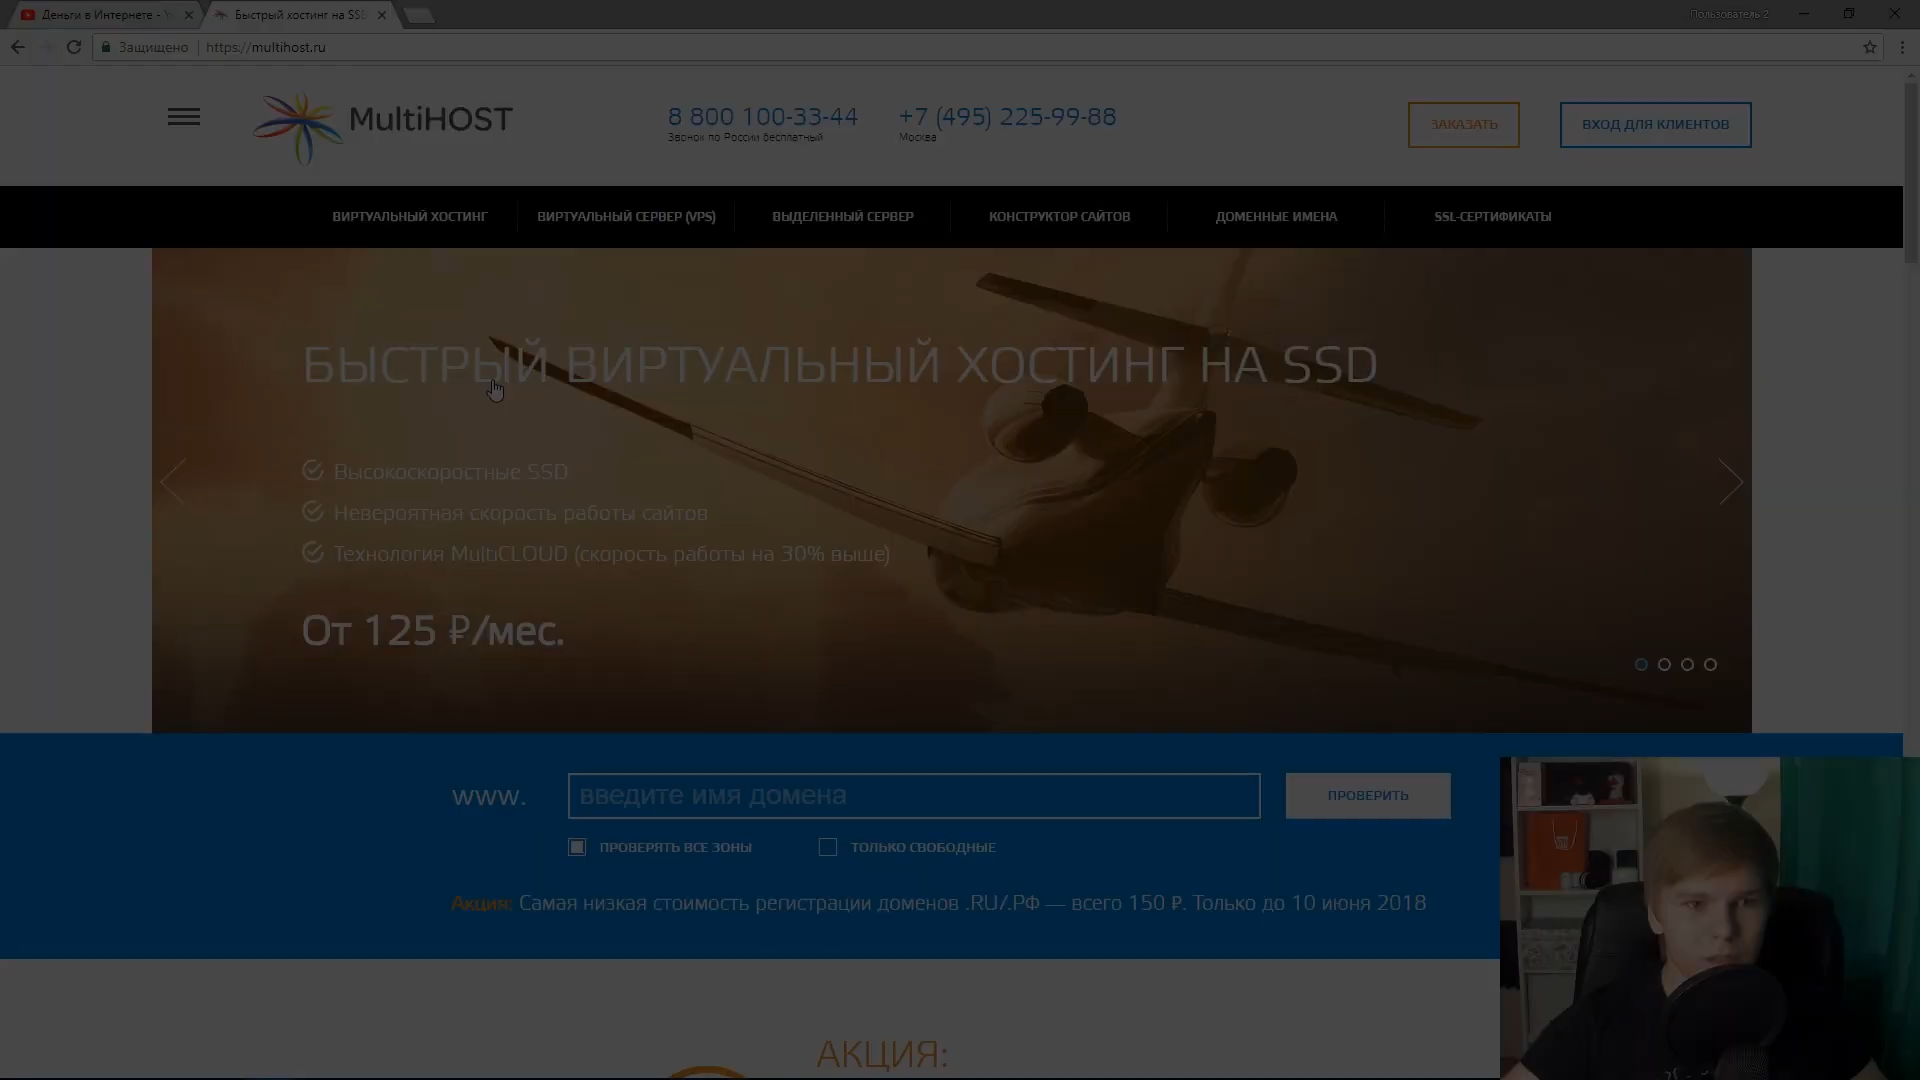 Деньги в Интернете -
Быстрый хостинг на SSD
Пользователь 2
Защищено
https://multihost.ru
MultiHOST
8 800 100-33-44
Звонок по России бесплатный
+7 (495) 225-99-88
Москва
ЗАКАЗАТЬ
ВХОД ДЛЯ КЛИЕНТОВ
ВИРТУАЛЬНЫЙ ХОСТИНГ
ВИРТУАЛЬНЫЙ СЕРВЕР (VPS)
ВЫДЕЛЕННЫЙ СЕРВЕР
КОНСТРУКТОР САЙТОВ
ДОМЕННЫЕ ИМЕНА
SSL-СЕРТИФИКАТЫ
БЫСТРЫЙ ВИРТУАЛЬНЫЙ ХОСТИНГ НА SSD
Высокоскоростные SSD
Невероятная скорость работы сайтов
Технология MultiCLOUD (скорость работы на 30% выше)
От 125 ₽/мес.
www.
введите имя домена
ПРОВЕРИТЬ
ПРОВЕРЯТЬ ВСЕ ЗОНЫ
ТОЛЬКО СВОБОДНЫЕ
Акция: Самая низкая стоимость регистрации доменов .RU/.РФ — всего 150 ₽. Только до 10 июня 2018
АКЦИЯ: